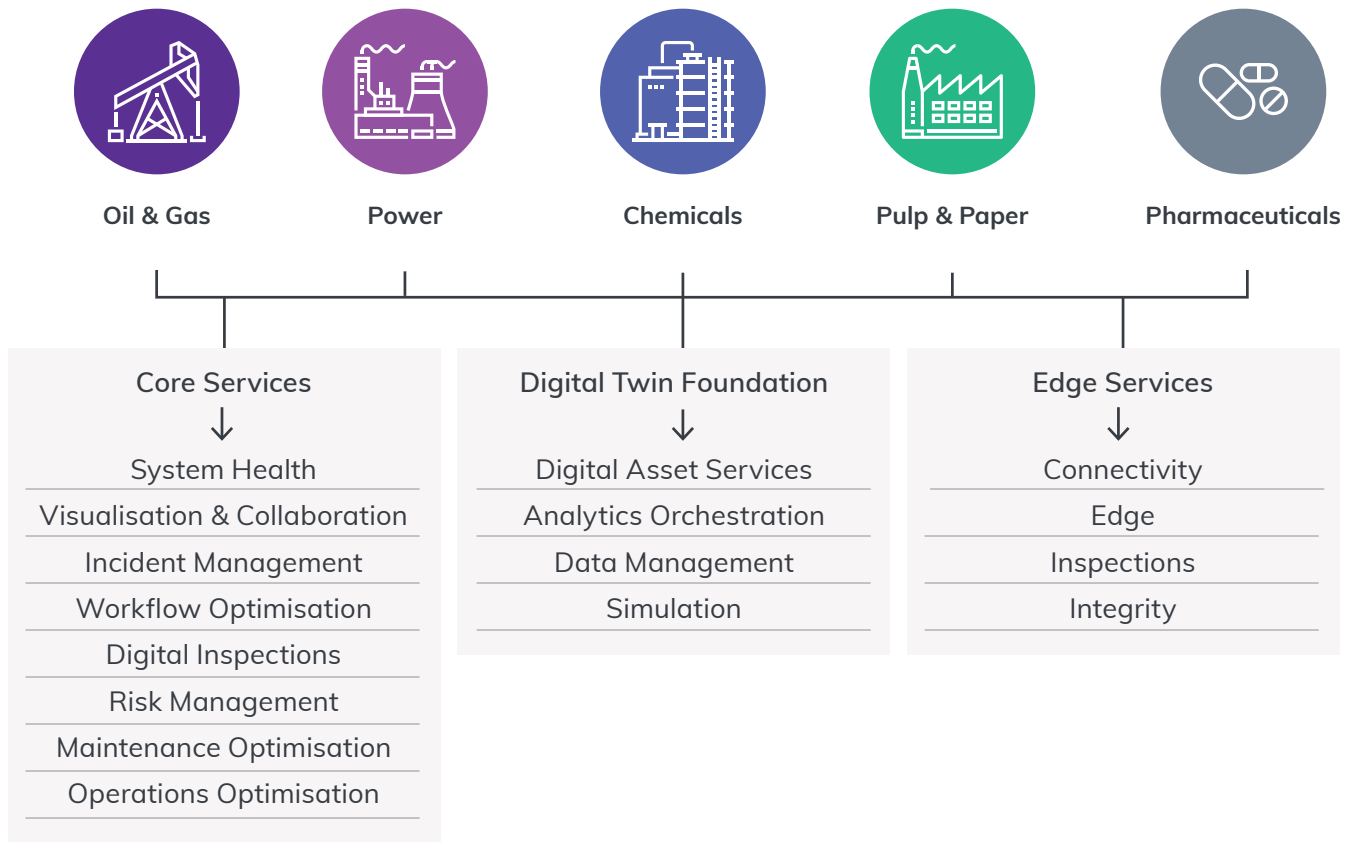 Oil & Gas
Power
Chemicals
Pulp & Paper
Pharmaceuticals
Core Services
System Health
Visualisation & Collaboration
Incident Management
Workflow Optimisation
Digital Inspections
Risk Management
Maintenance Optimisation
Operations Optimisation
Digital Twin Foundation
Digital Asset Services
Analytics Orchestration
Data Management
Simulation
Edge Services
Connectivity
Edge
Inspections
Integrity